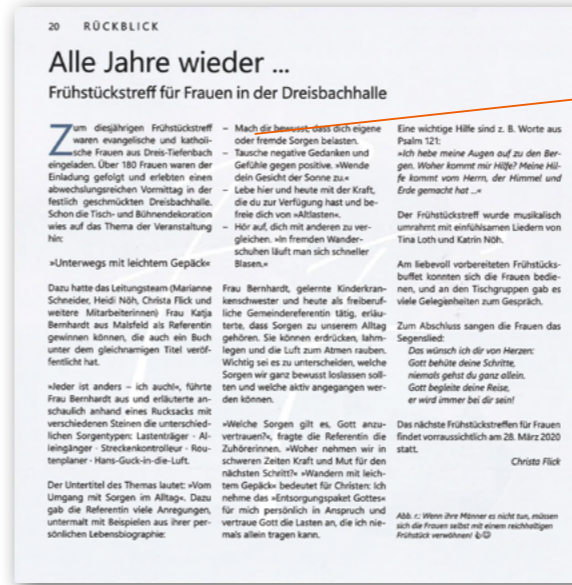 20 RÜCKBLICK
Alle Jahre wieder ...
Frühstückstreff für Frauen in der Dreisbachhalle
Zum diesjährigen Frühstückstreff
waren evangelische und katholi-
sche Frauen aus Dreis-Tiefenbach
eingeladen. Über 180 Frauen waren der
Einladung gefolgt und erlebten einen
abwechslungsreichen Vormittag in der
festlich geschmückten Dreisbachhalle.
Schon die Tisch- und Bühnendekoration
wies auf das Thema der Veranstaltung
hin:
»Unterwegs mit leichtem Gepäck«
Dazu hatte das Leitungsteam (Marianne
Schneider, Heidi Nöh, Christa Flick und
weitere Mitarbeiterinnen) Frau Katja
Bernhardt aus Malsfeld als Referentin
gewinnen können, die auch ein Buch
unter dem gleichnamigen Titel veröf-
fentlicht hat.
»Jeder ist anders – ich auch!«, führte
Frau Bernhardt aus und erläuterte an-
schaulich anhand eines Rucksacks mit
verschiedenen Steinen die unterschied-
lichen Sorgentypen: Lastenträger · Al-
leingänger · Streckenkontrolleur · Rou-
tenplaner · Hans-Guck-in-die-Luft.
Der Untertitel des Themas lautet: »Vom
Umgang mit Sorgen im Alltag«. Dazu
gab die Referentin viele Anregungen,
untermalt mit Beispielen aus ihrer per-
sönlichen Lebensbiographie:
– Mach dir bewusst, dass dich eigene
oder fremde Sorgen belasten.
– Tausche negative Gedanken und
Gefühle gegen positive. »Wende
dein Gesicht der Sonne zu.«
– Lebe hier und heute mit der Kraft,
die du zur Verfügung hast und be-
freie dich von »Altlasten«.
– Hör auf, dich mit anderen zu ver-
gleichen. »In fremden Wander-
schuhen läuft man sich schneller
Blasen.«
Frau Bernhardt, gelernte Kinderkran-
kenschwester und heute als freiberuf-
liche Gemeindereferentin tätig, erläu-
terte, dass Sorgen zu unserem Alltag
gehören. Sie können erdrücken, lahm-
legen und die Luft zum Atmen rauben.
Wichtig sei es zu unterscheiden, welche
Sorgen wir ganz bewusst loslassen soll-
ten und welche aktiv angegangen wer-
den können.
»Welche Sorgen gilt es, Gott anzu-
vertrauen?«, fragte die Referentin die
Zuhörerinnen. »Woher nehmen wir in
schweren Zeiten Kraft und Mut für den
nächsten Schritt?« »Wandern mit leich-
tem Gepäck« bedeutet für Christen: Ich
nehme das »Entsorgungspaket Gottes«
für mich persönlich in Anspruch und
vertraue Gott die Lasten an, die ich nie-
mals allein tragen kann.
Eine wichtige Hilfe sind z. B. Worte aus
Psalm 121:
»Ich hebe meine Augen auf zu den Ber-
gen. Woher kommt mir Hilfe? Meine Hil-
fe kommt vom Herrn, der Himmel und
Erde gemacht hat ...«
Der Frühstückstreff wurde musikalisch
umrahmt mit einfühlsamen Liedern von
Tina Loth und Katrin Nöh.
Am liebevoll vorbereiteten Frühstücks-
buffet konnten sich die Frauen bedie-
nen, und an den Tischgruppen gab es
viele Gelegenheiten zum Gespräch.
Zum Abschluss sangen die Frauen das
Segenslied:
Das wünsch ich dir von Herzen:
Gott behüte deine Schritte,
niemals gehst du ganz allein.
Gott begleite deine Reise,
er wird immer bei dir sein!
Das nächste Frühstückstreffen für Frauen
findet vorraussichtlich am 28. März 2020
statt.
Christa Flick
Abb. r.: Wenn ihre Männer es nicht tun, müssen
sich die Frauen selbst mit einem reichhaltigen
Frühstück verwöhnen!